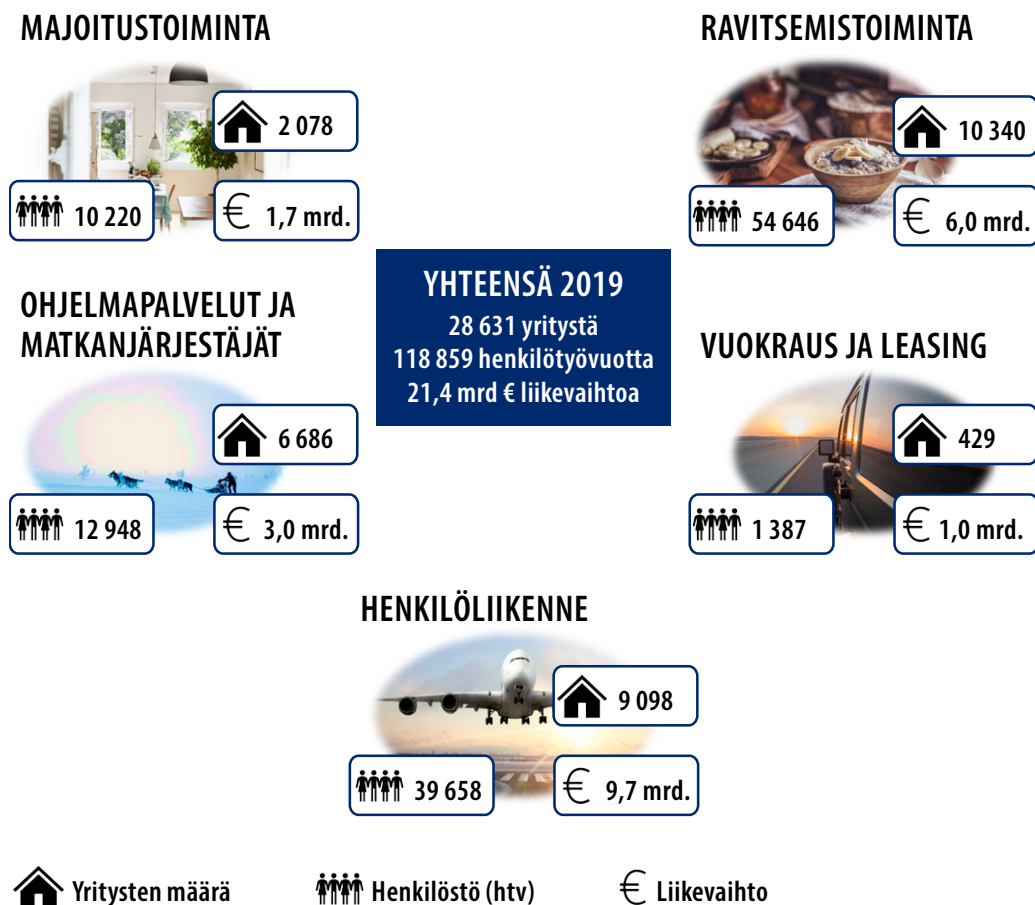 MAJOITUSTOIMINTA
2 078
10 220
€ 1,7 mrd.
RAVITSEMISTOIMINTA
10 340
54 646
€ 6,0 mrd.
YHTEENSÄ 2019
28 631 yritystä
118 859 henkilötyövuotta
21,4 mrd € liikevaihtoa
OHJELMAPALVELUT JA
MATKANJÄRJESTÄJÄT
6 686
12 948
€ 3,0 mrd.
VUOKRAUS JA LEASING
429
1 387
€ 1,0 mrd.
HENKILÖLIIKENNE
9 098
39 658
€ 9,7 mrd.
Yritysten määrä
Henkilöstö (htv)
€ Liikevaihto